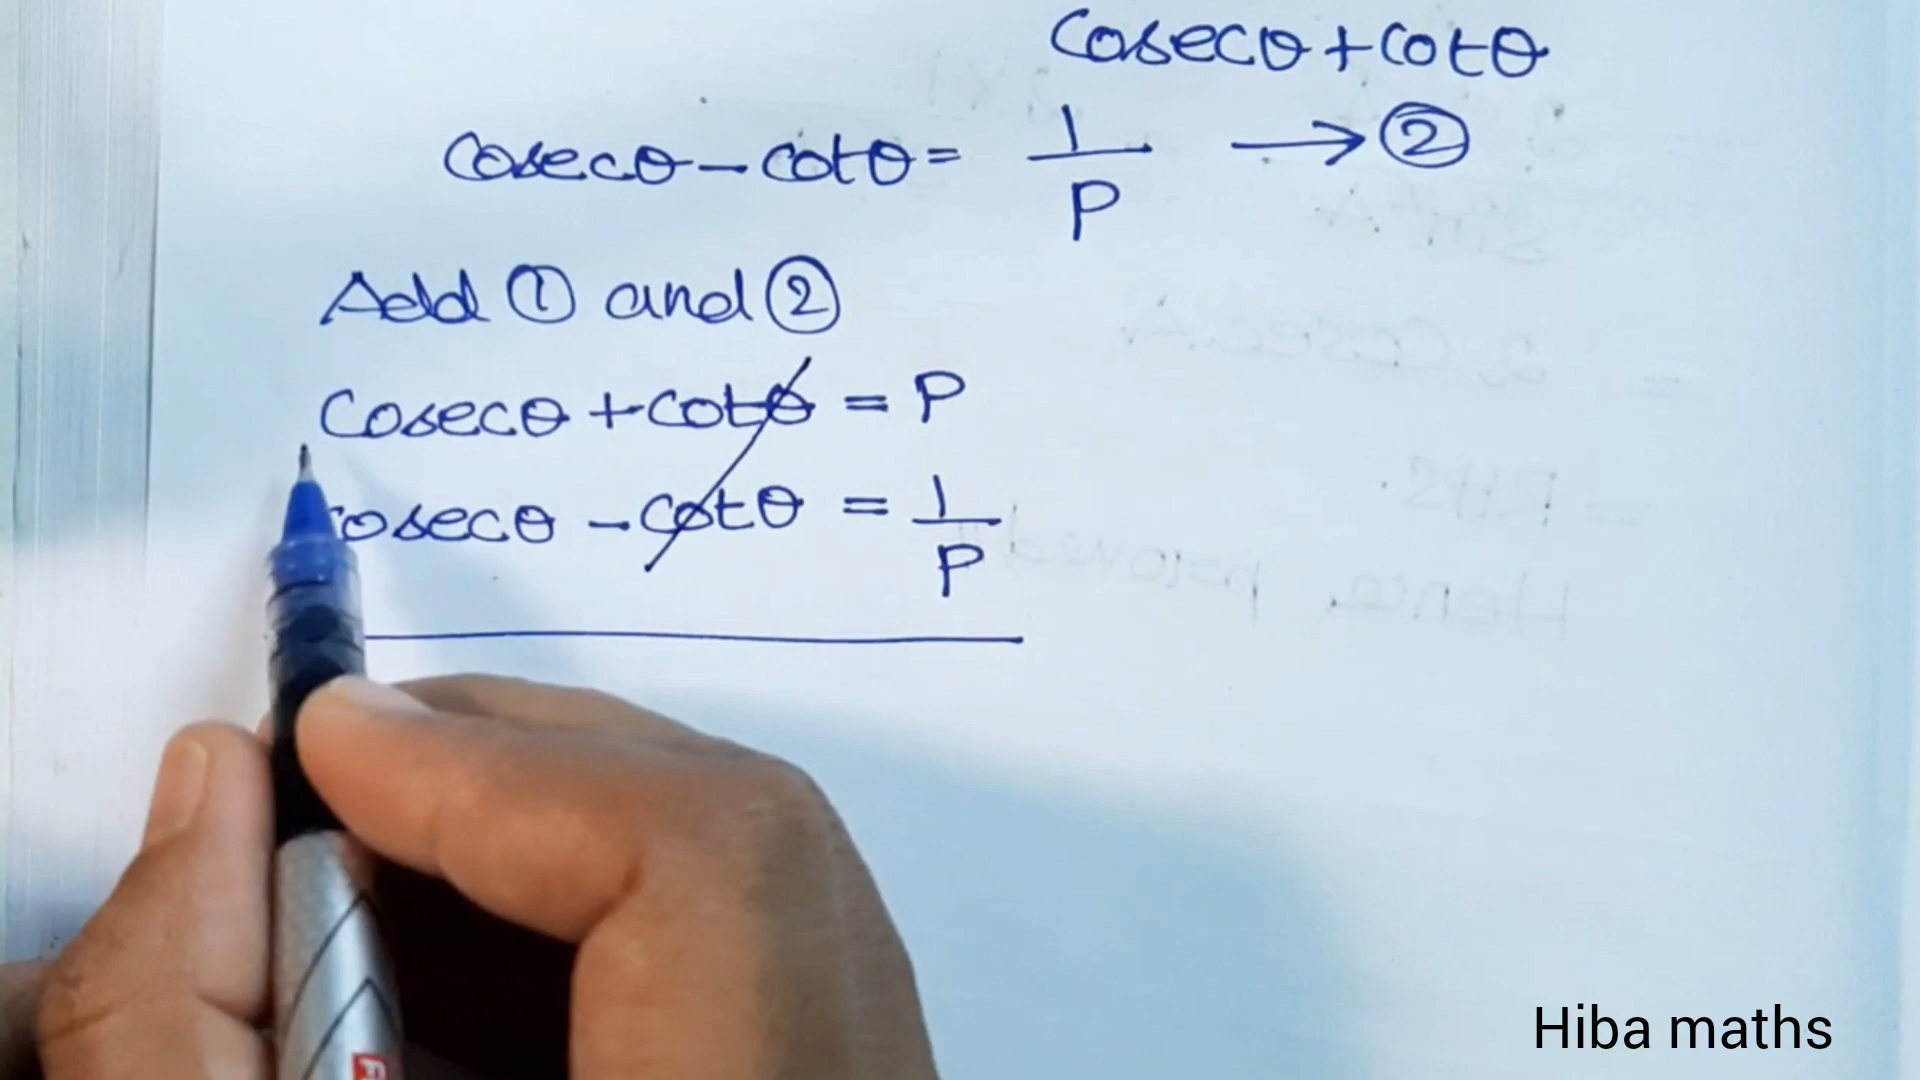 Cosecθ+cotθ
Cosecθ-cotθ= 1/P → ②
Add ① and ②
Cosecθ +cotθ = P
Cosecθ -cotθ = 1/P
Hiba maths